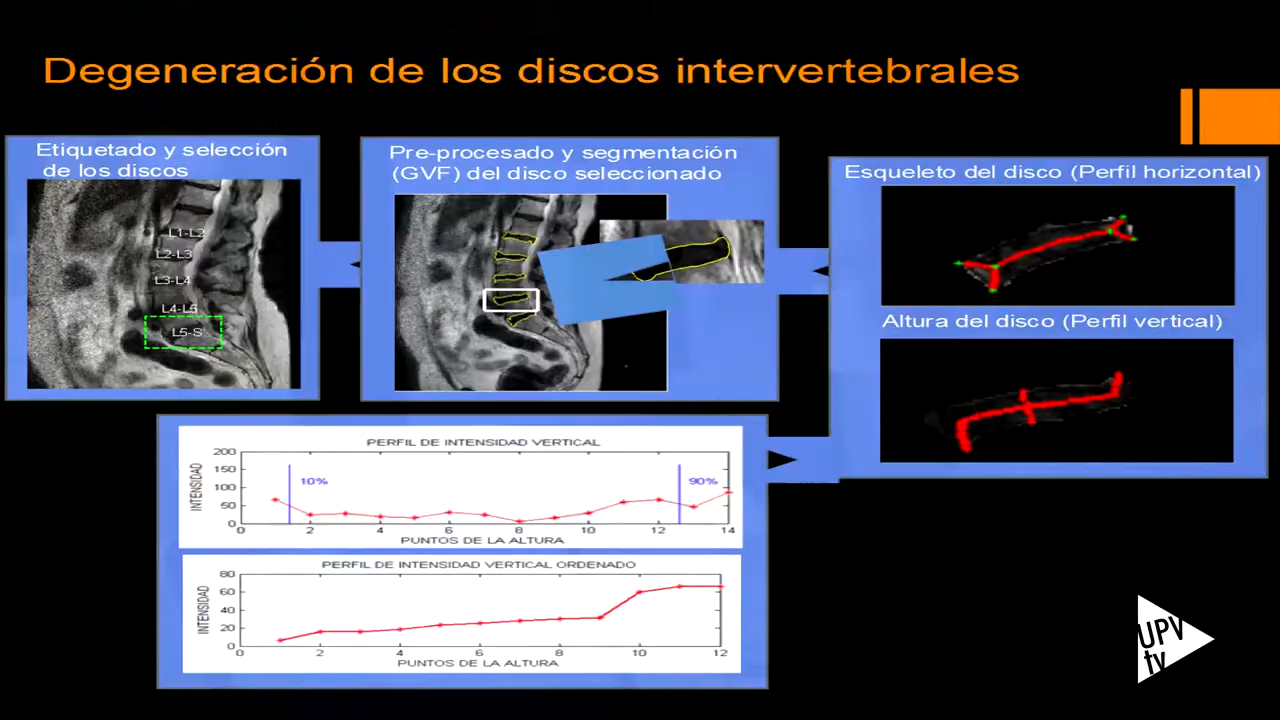 Degeneración de los discos intervertebrales
Etiquetado y selección
de los discos
L1-L2
L2-L3
L3-L4
L4-L5
L5-S
Pre-procesado y segmentación
(GVF) del disco seleccionado
Esqueleto del disco (Perfil horizontal)
Altura del disco (Perfil vertical)
PERFIL DE INTENSIDAD VERTICAL
INTENSIDAD
200
150
100
50
0
10%
90%
0 2 4 6 8 10 12 14
PUNTOS DE LA ALTURA
PERFIL DE INTENSIDAD VERTICAL ORDENADO
INTENSIDAD
80
60
40
20
0
0 2 4 6 8 10 12
PUNTOS DE LA ALTURA
UPV
tv